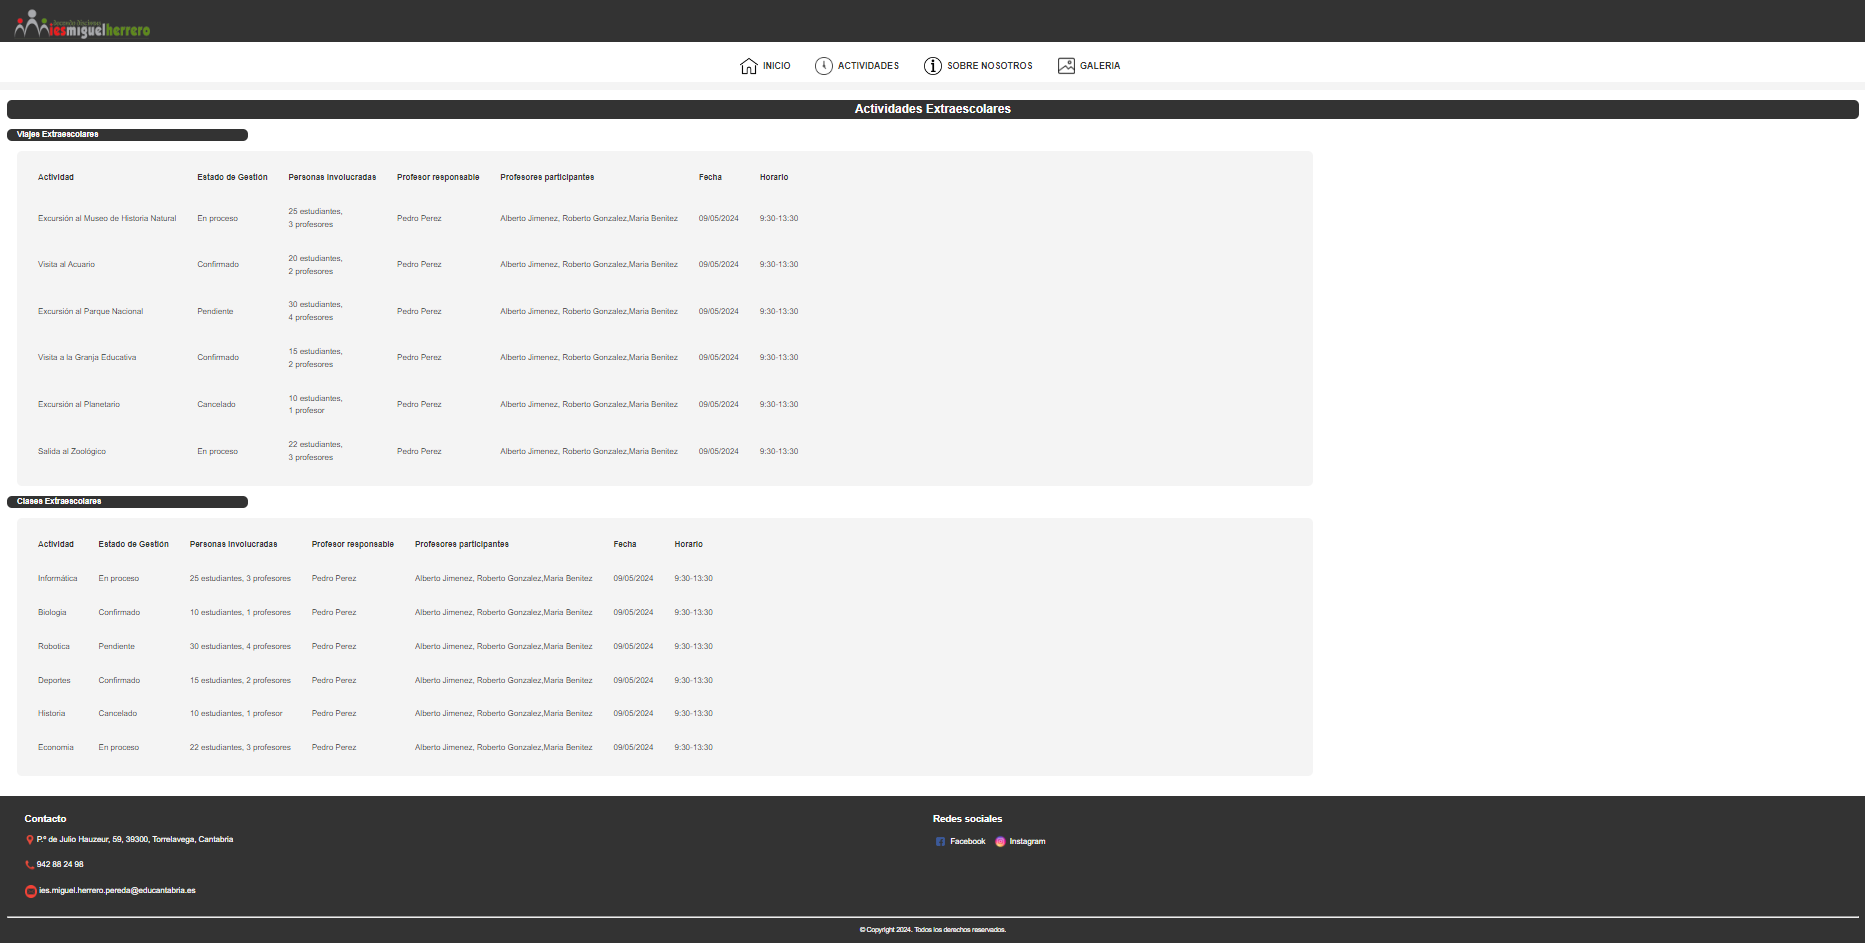 iesmiguelherrero
INICIO ACTIVIDADES SOBRE NOSOTROS GALERIA
Actividades Extraescolares
Viajes Extraescolares
Actividad Estado de Gestión Personas involucradas Profesor responsable Profesores participantes Fecha Horario
Excursión al Museo de Historia Natural En proceso 25 estudiantes, 3 profesores Pedro Perez Alberto Jimenez, Roberto Gonzalez,Maria Benitez 09/05/2024 9:30-13:30
Visita al Acuario Confirmado 20 estudiantes, 2 profesores Pedro Perez Alberto Jimenez, Roberto Gonzalez,Maria Benitez 09/05/2024 9:30-13:30
Excursión al Parque Nacional Pendiente 30 estudiantes, 4 profesores Pedro Perez Alberto Jimenez, Roberto Gonzalez,Maria Benitez 09/05/2024 9:30-13:30
Visita a la Granja Educativa Confirmado 15 estudiantes, 2 profesores Pedro Perez Alberto Jimenez, Roberto Gonzalez,Maria Benitez 09/05/2024 9:30-13:30
Excursión al Planetario Cancelado 10 estudiantes, 1 profesor Pedro Perez Alberto Jimenez, Roberto Gonzalez,Maria Benitez 09/05/2024 9:30-13:30
Salida al Zoológico En proceso 22 estudiantes, 3 profesores Pedro Perez Alberto Jimenez, Roberto Gonzalez,Maria Benitez 09/05/2024 9:30-13:30
Clases Extraescolares
Actividad Estado de Gestión Personas involucradas Profesor responsable Profesores participantes Fecha Horario
Informática En proceso 25 estudiantes, 3 profesores Pedro Perez Alberto Jimenez, Roberto Gonzalez,Maria Benitez 09/05/2024 9:30-13:30
Biologia Confirmado 10 estudiantes, 1 profesores Pedro Perez Alberto Jimenez, Roberto Gonzalez,Maria Benitez 09/05/2024 9:30-13:30
Robotica Pendiente 30 estudiantes, 4 profesores Pedro Perez Alberto Jimenez, Roberto Gonzalez,Maria Benitez 09/05/2024 9:30-13:30
Deportes Confirmado 15 estudiantes, 2 profesores Pedro Perez Alberto Jimenez, Roberto Gonzalez,Maria Benitez 09/05/2024 9:30-13:30
Historia Cancelado 10 estudiantes, 1 profesor Pedro Perez Alberto Jimenez, Roberto Gonzalez,Maria Benitez 09/05/2024 9:30-13:30
Economia En proceso 22 estudiantes, 3 profesores Pedro Perez Alberto Jimenez, Roberto Gonzalez,Maria Benitez 09/05/2024 9:30-13:30
Contacto
P.º de Julio Hauzeur, 59, 39300, Torrelavega, Cantabria
942 88 24 98
ies.miguel.herrero.pereda@educantabria.es
Redes sociales
Facebook Instagram
© Copyright 2024. Todos los derechos reservados.